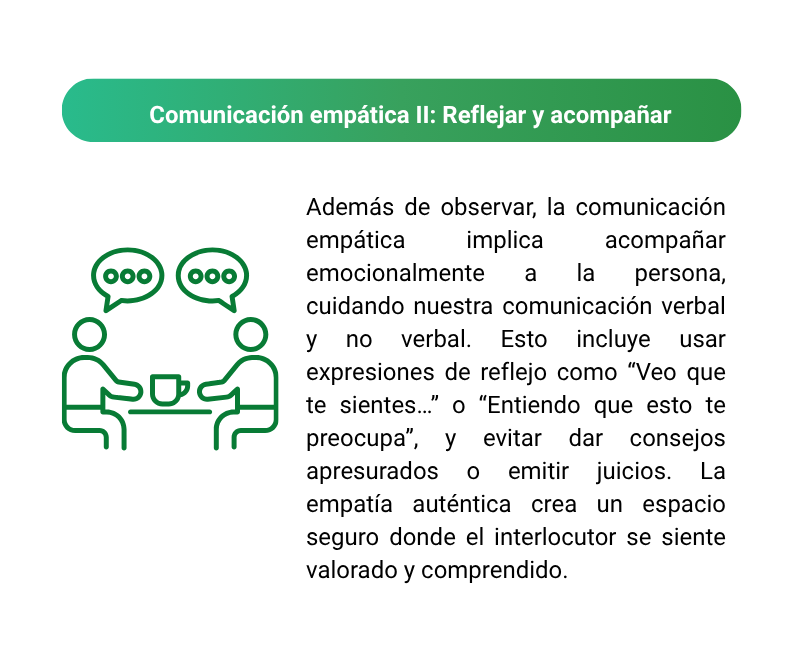 Comunicación empática II: Reflejar y acompañar
Además de observar, la comunicación
empática implica acompañar
emocionalmente a la persona,
cuidando nuestra comunicación verbal
y no verbal. Esto incluye usar
expresiones de reflejo como “Veo que
te sientes…” o “Entiendo que esto te
preocupa”, y evitar dar consejos
apresurados o emitir juicios. La
empatía auténtica crea un espacio
seguro donde el interlocutor se siente
valorado y comprendido.